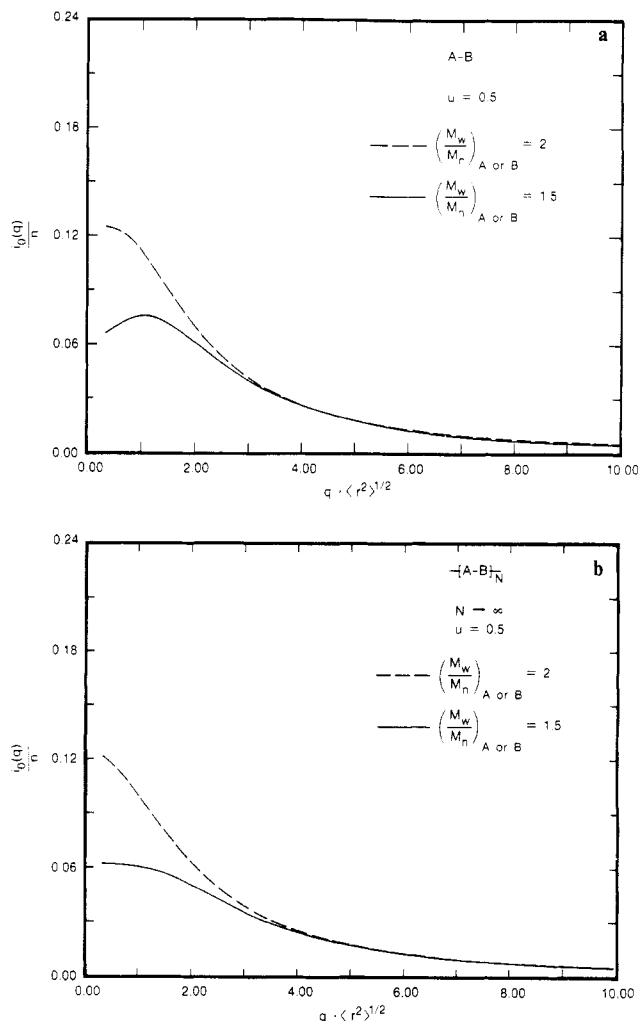 a
0.24
0.18
0.12
0.06
0.00
i₀(q)/n
A-B
u = 0.5
(Mw/Mn) A or B = 2
(Mw/Mn) A or B = 1.5
0.00 2.00 4.00 6.00 8.00 10.00
q · ⟨r²⟩^1/2
b
0.24
0.18
0.12
0.06
0.00
i₀(q)/n
-[A-B]-N
N → ∞
u = 0.5
(Mw/Mn) A or B = 2
(Mw/Mn) A or B = 1.5
0.00 2.00 4.00 6.00 8.00 10.00
q · ⟨r²⟩^1/2